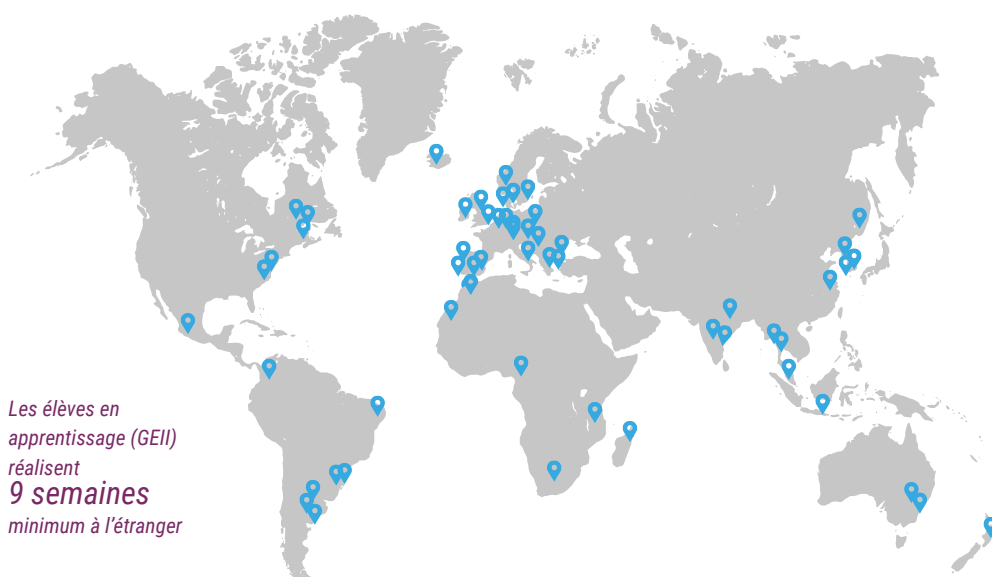 Les élèves en
apprentissage (GEII)
réalisent
9 semaines
minimum à l'étranger